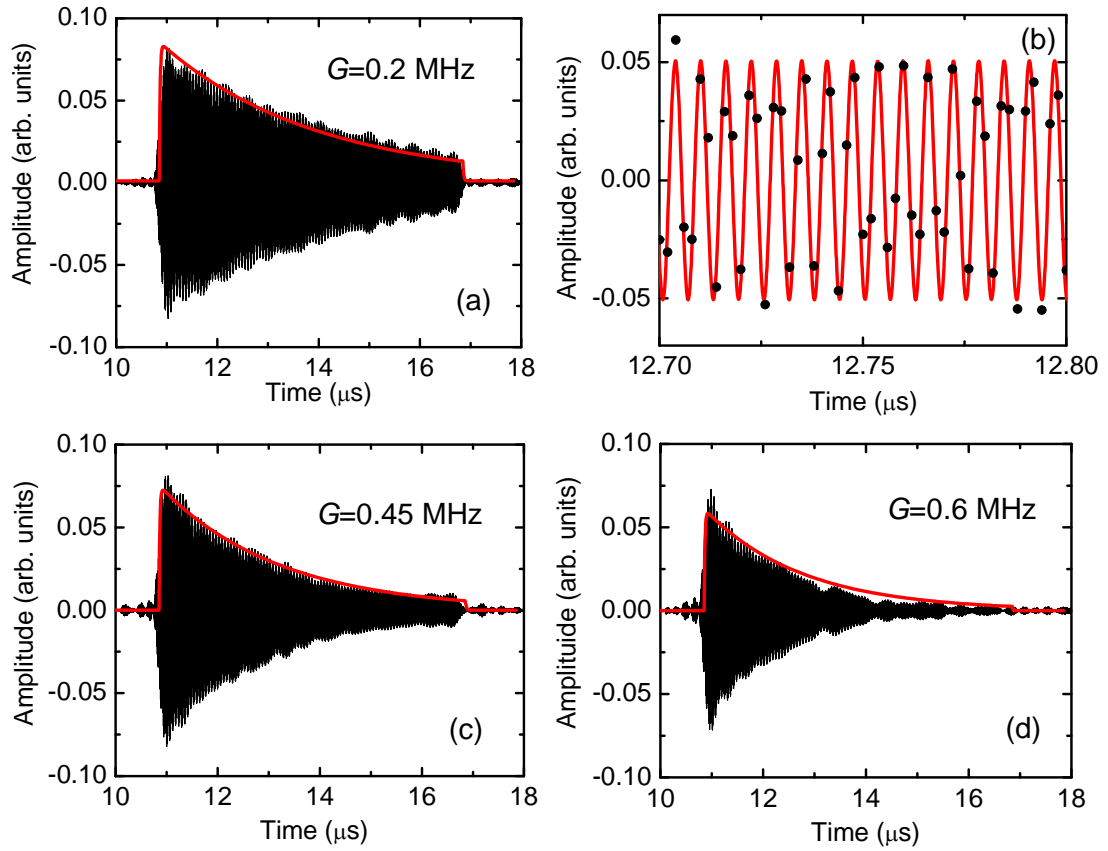 0.10
0.05
0.00
-0.05
-0.10
10 12 14 16 18
Amplitude (arb. units)
Time (μs)
G=0.2 MHz
(a)
0.05
0.00
-0.05
12.70 12.75 12.80
Amplitude (arb. units)
Time (μs)
(b)
0.10
0.05
0.00
-0.05
-0.10
10 12 14 16 18
Amplitude (arb. units)
Time (μs)
G=0.45 MHz
(c)
0.10
0.05
0.00
-0.05
-0.10
10 12 14 16 18
Amplituide (arb. units)
Time (μs)
G=0.6 MHz
(d)